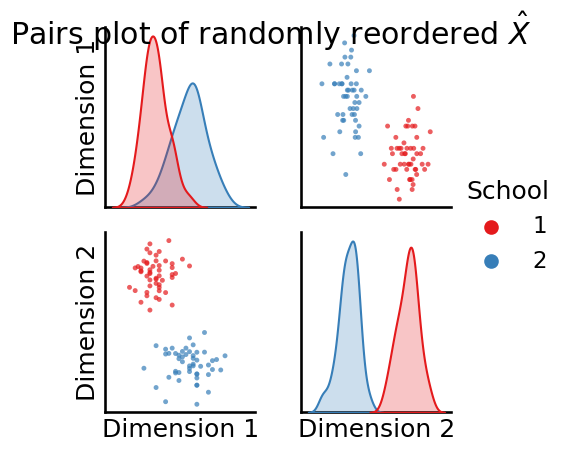 Pairs plot of randomly reordered X̂
Dimension 1
School
1
2
Dimension 2
Dimension 1
Dimension 2